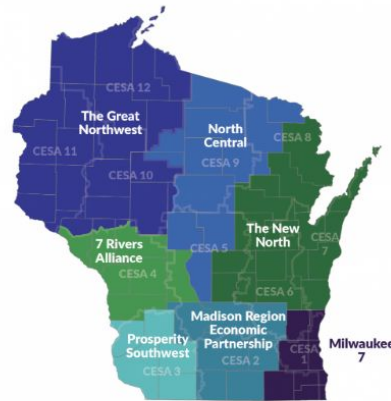 CESA 12
The Great
Northwest
North
Central
CESA 8
CESA 11
CESA 9
CESA 10
7 Rivers
Alliance
The New
North
CESA 7
CESA 5
CESA 4
CESA 6
Madison Region
Economic
Partnership
Prosperity
Southwest
CESA 1
Milwaukee
7
CESA 2
CESA 3